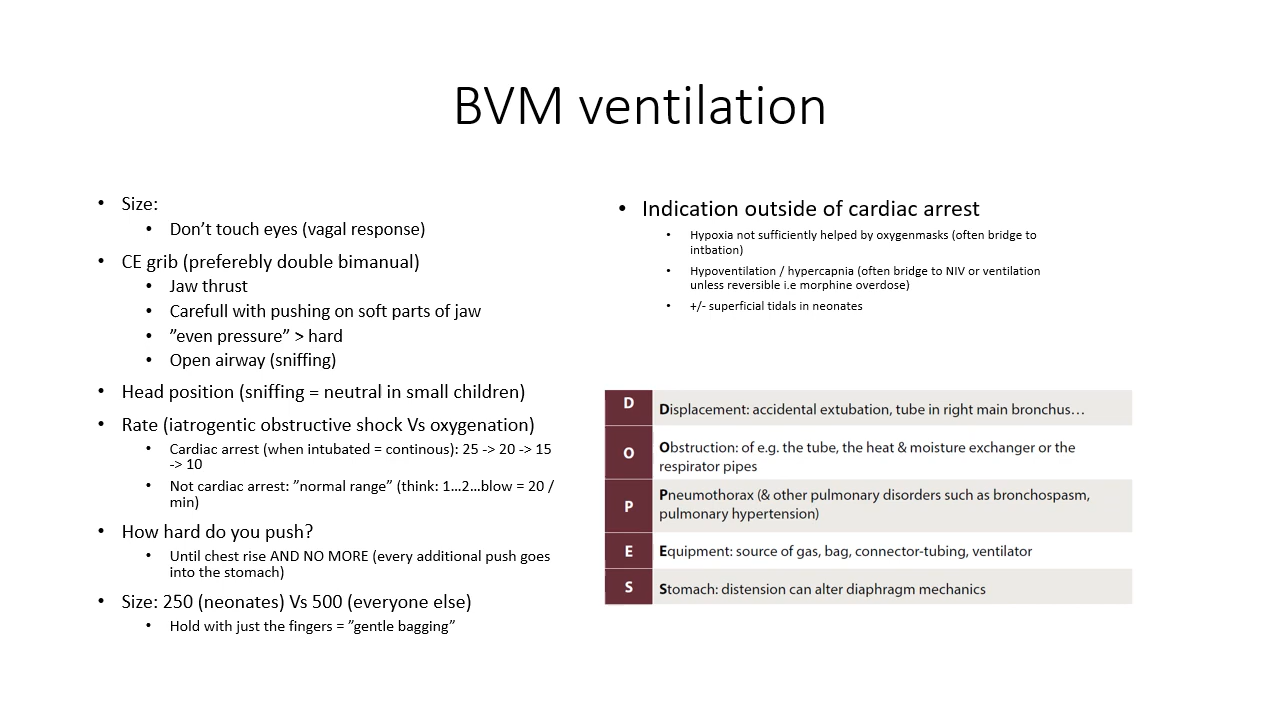 BVM ventilation
• Size:
• Don’t touch eyes (vagal response)
• CE grib (preferebly double bimanual)
• Jaw thrust
• Carefull with pushing on soft parts of jaw
• ”even pressure” > hard
• Open airway (sniffing)
• Head position (sniffing = neutral in small children)
• Rate (iatrogentic obstructive shock Vs oxygenation)
• Cardiac arrest (when intubated = continous): 25 -> 20 -> 15
-> 10
• Not cardiac arrest: ”normal range” (think: 1…2…blow = 20 /
min)
• How hard do you push?
• Until chest rise AND NO MORE (every additional push goes
into the stomach)
• Size: 250 (neonates) Vs 500 (everyone else)
• Hold with just the fingers = ”gentle bagging”
• Indication outside of cardiac arrest
• Hypoxia not sufficiently helped by oxygenmasks (often bridge to
intbation)
• Hypoventilation / hypercapnia (often bridge to NIV or ventilation
unless reversible i.e morphine overdose)
• +/- superficial tidals in neonates
D Displacement: accidental extubation, tube in right main bronchus…
O Obstruction: of e.g. the tube, the heat & moisture exchanger or the
respirator pipes
P Pneumothorax (& other pulmonary disorders such as bronchospasm,
pulmonary hypertension)
E Equipment: source of gas, bag, connector-tubing, ventilator
S Stomach: distension can alter diaphragm mechanics